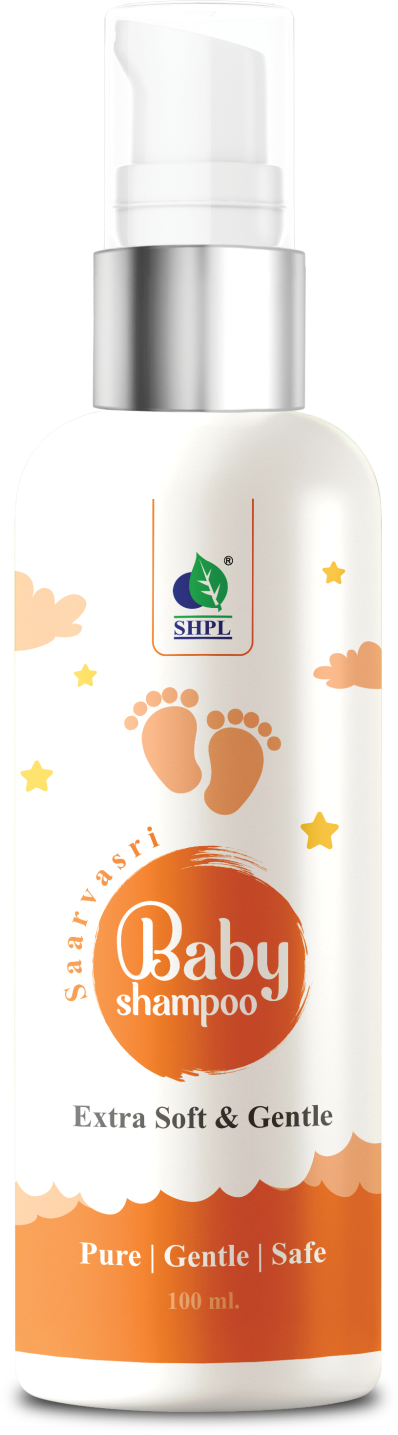 ®
SHPL
Saarvasri
Baby
shampoo
Extra Soft & Gentle
Pure | Gentle | Safe
100 ml.